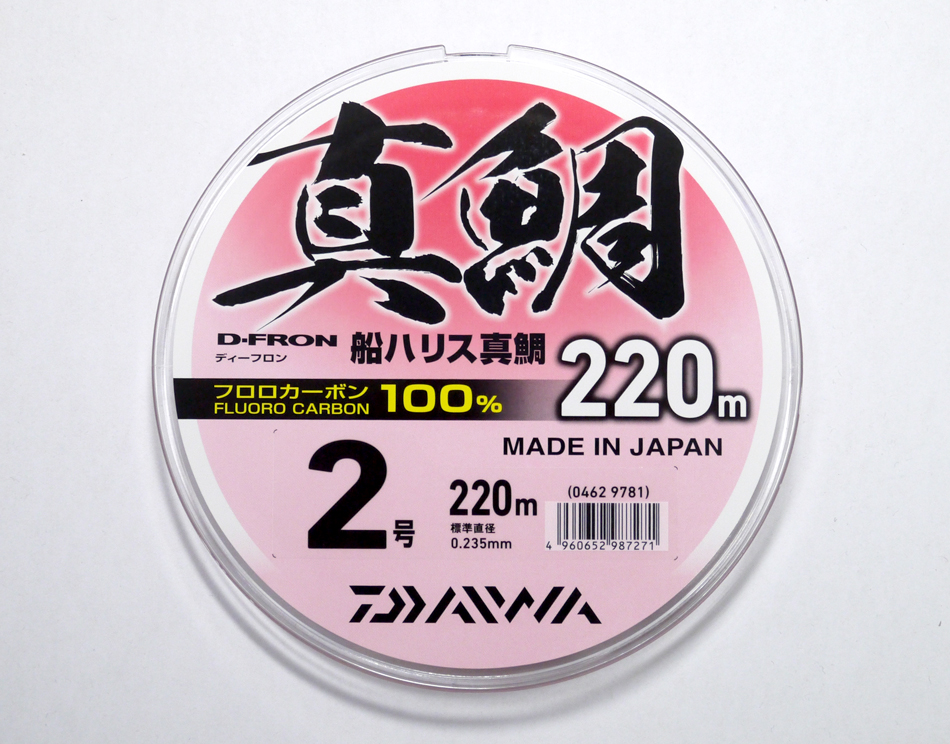 真鯛
D-FRON 船ハリス真鯛
ディーフロン
フロロカーボン 100%
FLUORO CARBON
220m
MADE IN JAPAN
2号
220m
標準直径
0.235mm
(0462 9781)
4 960652 987271
DAIWA